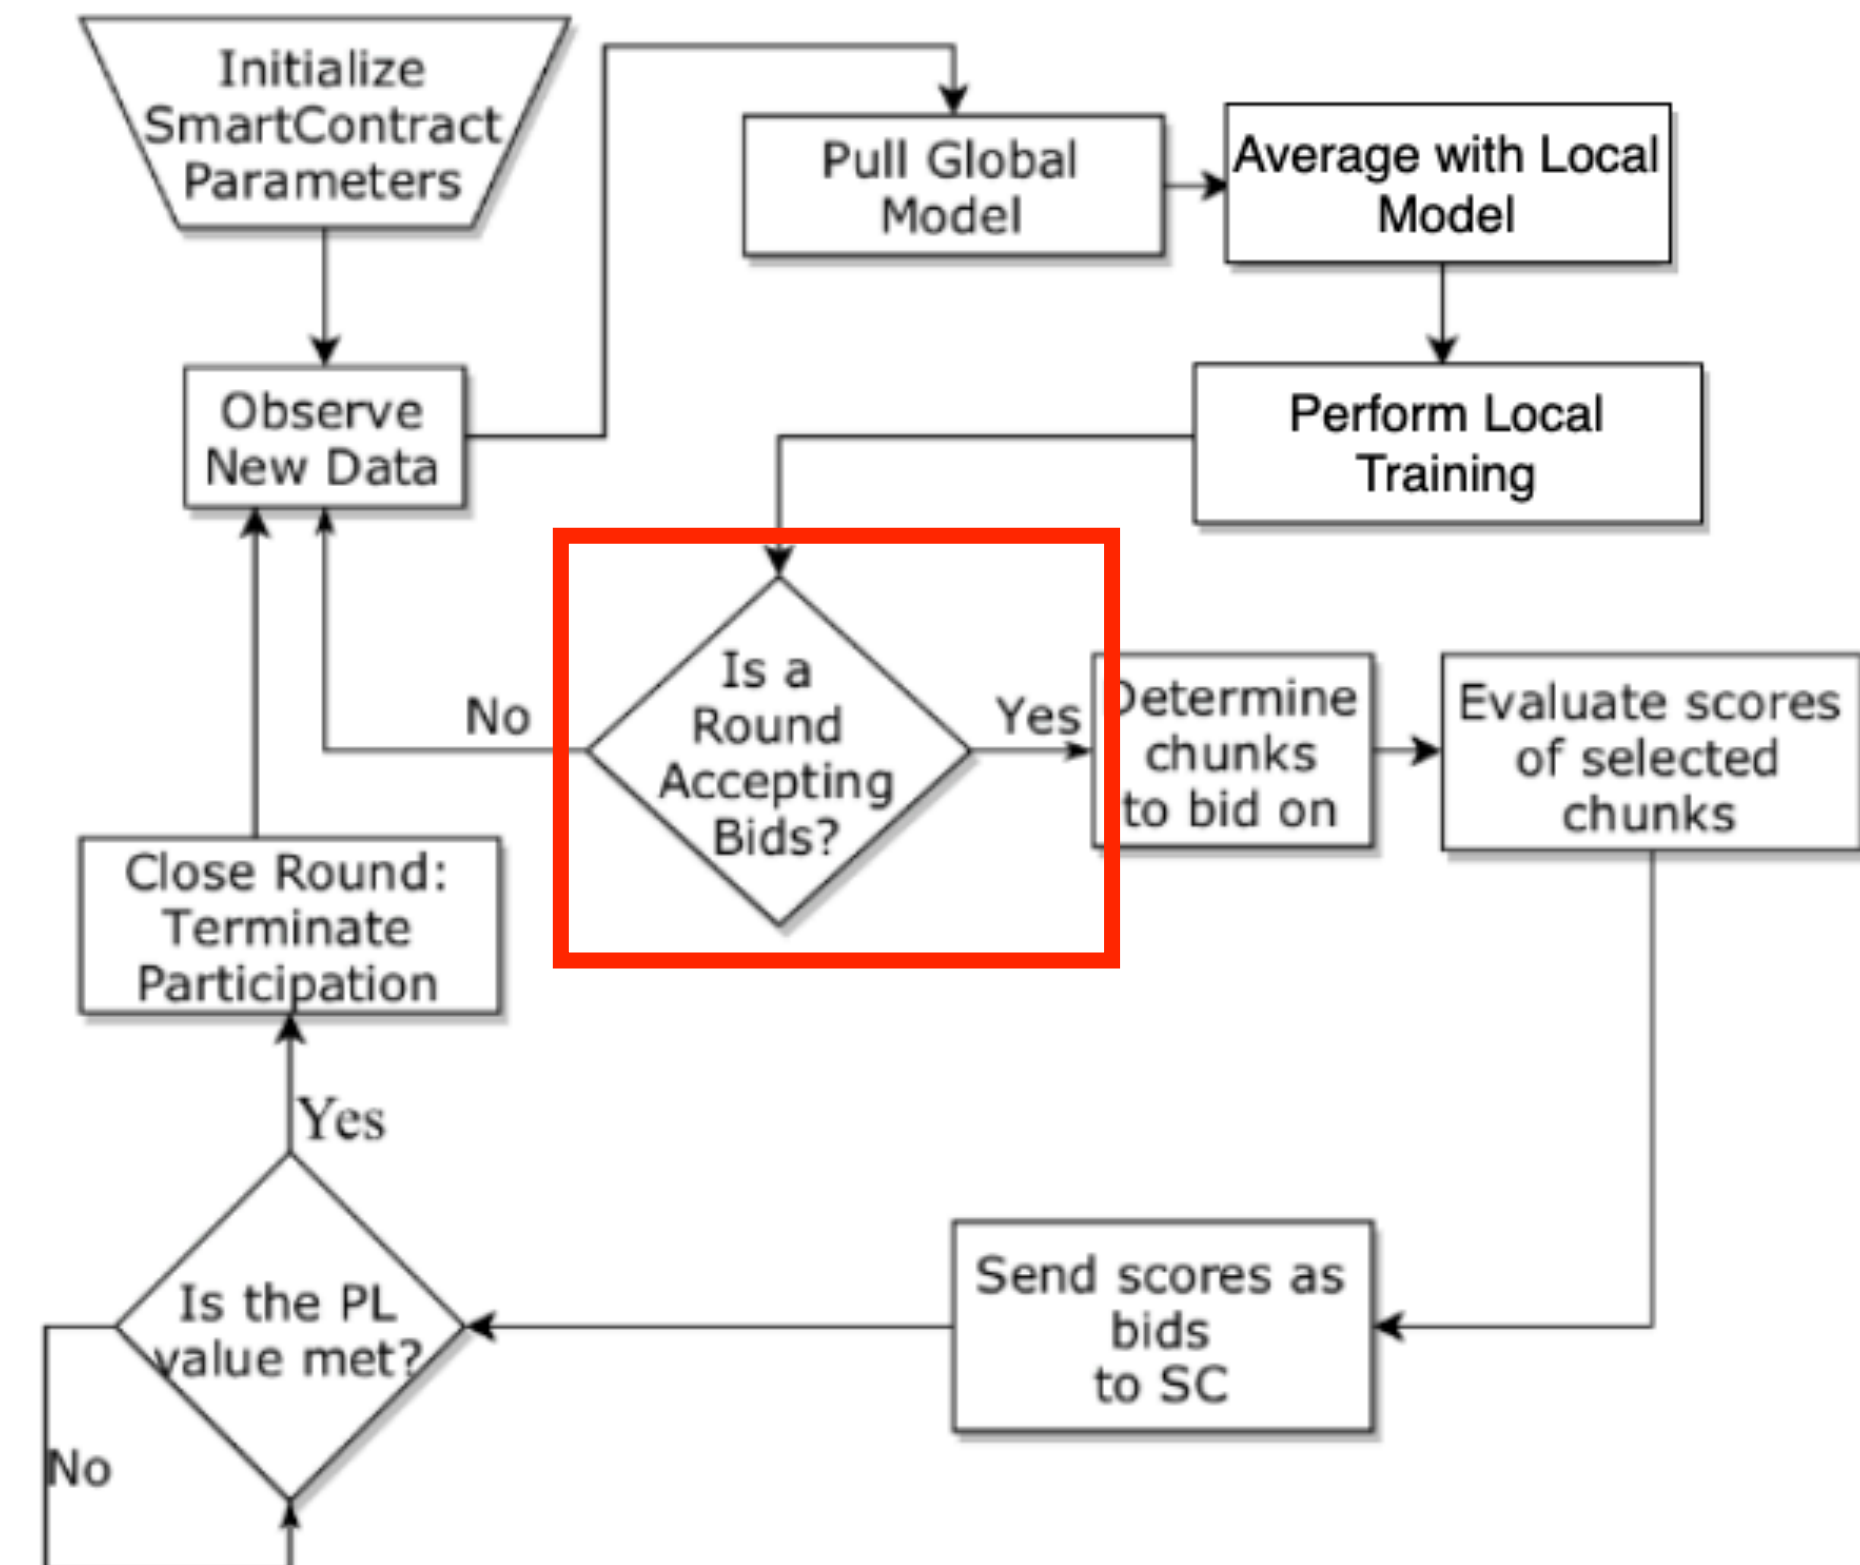 Initialize
SmartContract
Parameters
Pull Global
Model
Average with Local
Model
Observe
New Data
Perform Local
Training
Is a
Round
Accepting
Bids?
No
Yes
Determine
chunks
to bid on
Evaluate scores
of selected
chunks
Close Round:
Terminate
Participation
Yes
Is the PL
value met?
No
Send scores as
bids
to SC